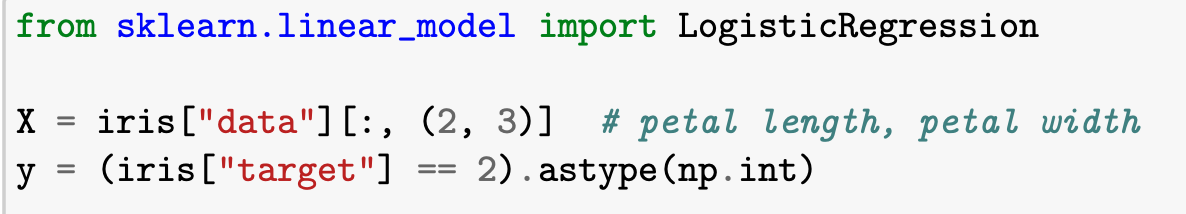 from sklearn.linear_model import LogisticRegression
X = iris["data"][:, (2, 3)]  # petal length, petal width
y = (iris["target"] == 2).astype(np.int)